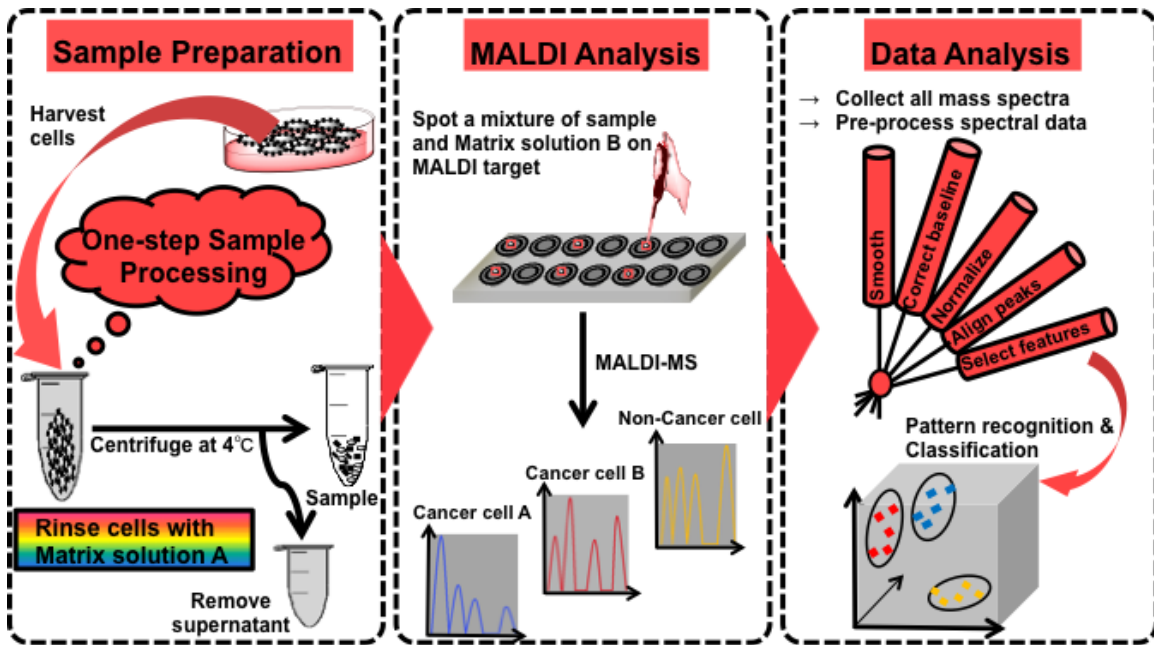 Sample Preparation
Harvest
cells
One-step Sample
Processing
Centrifuge at 4°C
Sample
Rinse cells with
Matrix solution A
Remove
supernatant
MALDI Analysis
Spot a mixture of sample
and Matrix solution B on
MALDI target
MALDI-MS
Non-Cancer cell
Cancer cell B
Cancer cell A
Data Analysis
→ Collect all mass spectra
→ Pre-process spectral data
Smooth
Correct baseline
Normalize
Align peaks
Select features
Pattern recognition &
Classification